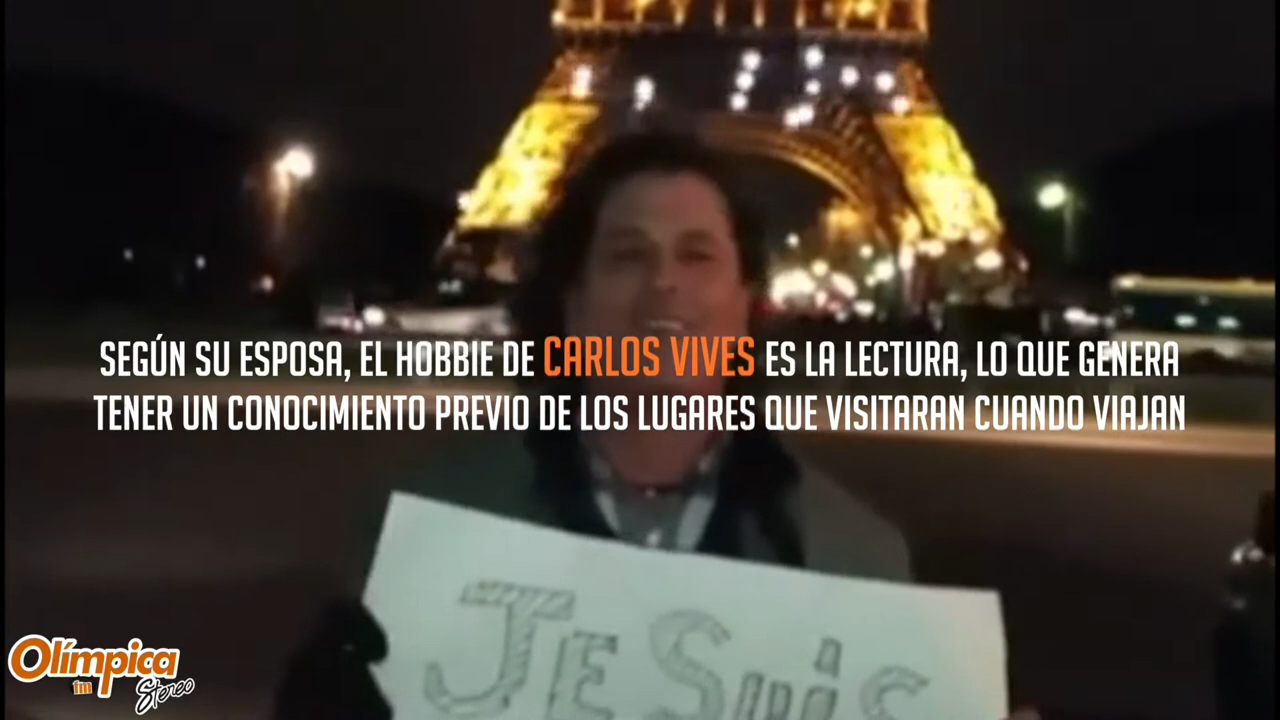 SEGÚN SU ESPOSA, EL HOBBIE DE CARLOS VIVES ES LA LECTURA, LO QUE GENERA
TENER UN CONOCIMIENTO PREVIO DE LOS LUGARES QUE VISITARAN CUANDO VIAJAN
JE SUIS
Olímpica
fm Stereo